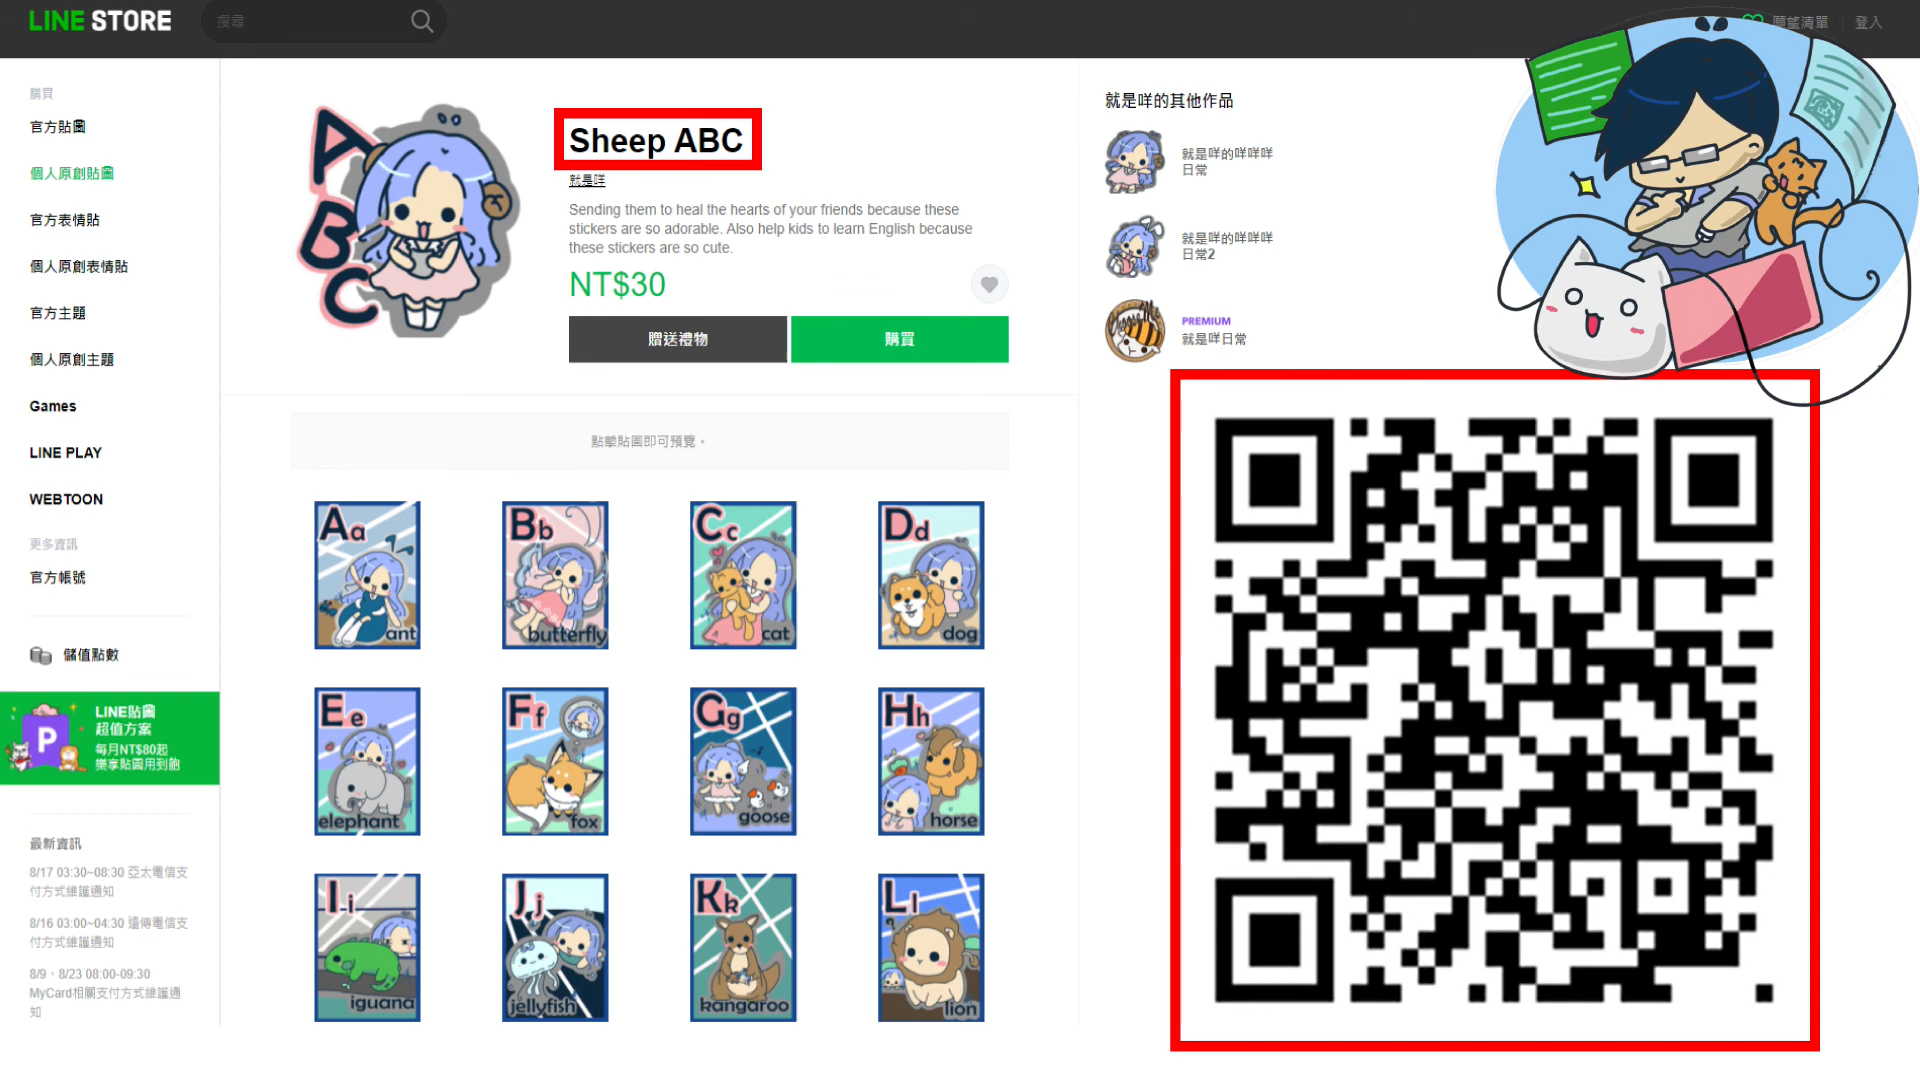 LINE STORE
搜尋
願望清單
登入
購買
官方貼圖
個人原創貼圖
官方表情貼
個人原創表情貼
官方主題
個人原創主題
Games
LINE PLAY
WEBTOON
更多資訊
官方帳號
儲值點數
LINE貼圖
超值方案
每月NT$80起
樂享貼圖用到飽
最新資訊
8/17 03:30~08:30 亞太電信支
付方式維護通知
8/16 03:00~04:30 遠傳電信支
付方式維護通知
8/9、8/23 08:00-09:30
MyCard相關支付方式維護通
知
ABC
Sheep ABC
就是咩
Sending them to heal the hearts of your friends because these
stickers are so adorable. Also help kids to learn English because
these stickers are so cute.
NT$30
贈送禮物
購買
點擊貼圖即可預覽。
Aa
ant
Bb
butterfly
Cc
cat
Dd
dog
Ee
elephant
Ff
fox
Gg
goose
Hh
horse
Ii
iguana
Jj
jellyfish
Kk
kangaroo
Ll
lion
就是咩的其他作品
就是咩的咩咩咩
日常
就是咩的咩咩咩
日常2
PREMIUM
就是咩日常